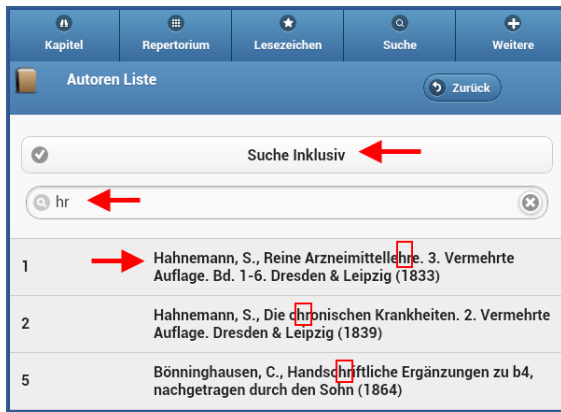 Kapitel Repertorium Lesezeichen Suche Weitere
Autoren Liste Zurück
Suche Inklusiv
hr
1 Hahnemann, S., Reine Arzneimittellehre. 3. Vermehrte
Auflage. Bd. 1-6. Dresden & Leipzig (1833)
2 Hahnemann, S., Die chronischen Krankheiten. 2. Vermehrte
Auflage. Dresden & Leipzig (1839)
5 Bönninghausen, C., Handschriftliche Ergänzungen zu b4,
nachgetragen durch den Sohn (1864)